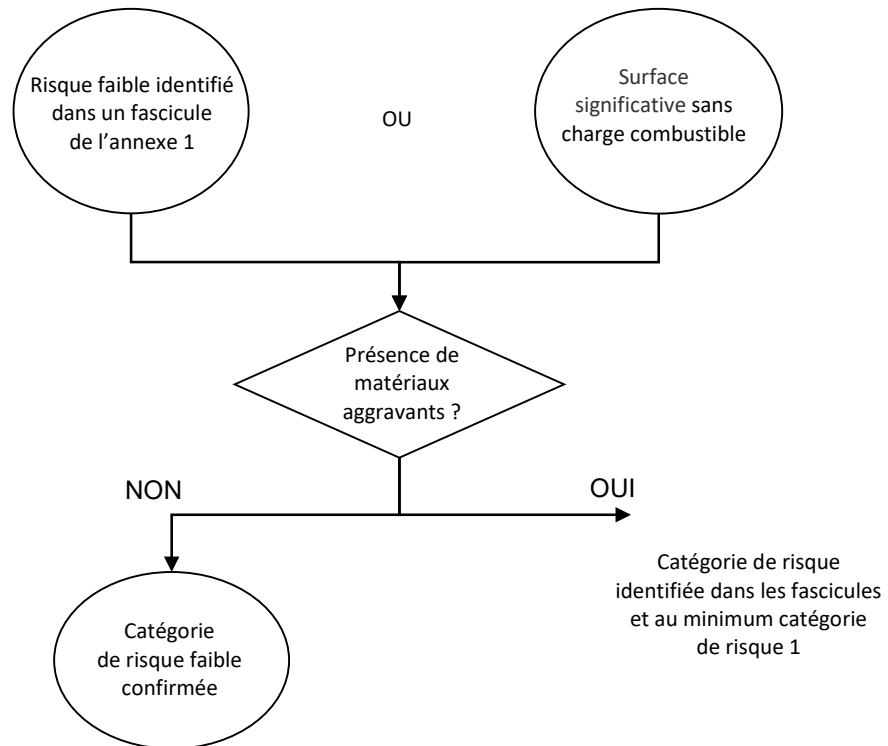 Risque faible identifié
dans un fascicule
de l’annexe 1
OU
Surface
significative sans
charge combustible
Présence de
matériaux
aggravants ?
NON
OUI
Catégorie de risque
identifiée dans les fascicules
et au minimum catégorie
de risque 1
Catégorie
de risque faible
confirmée